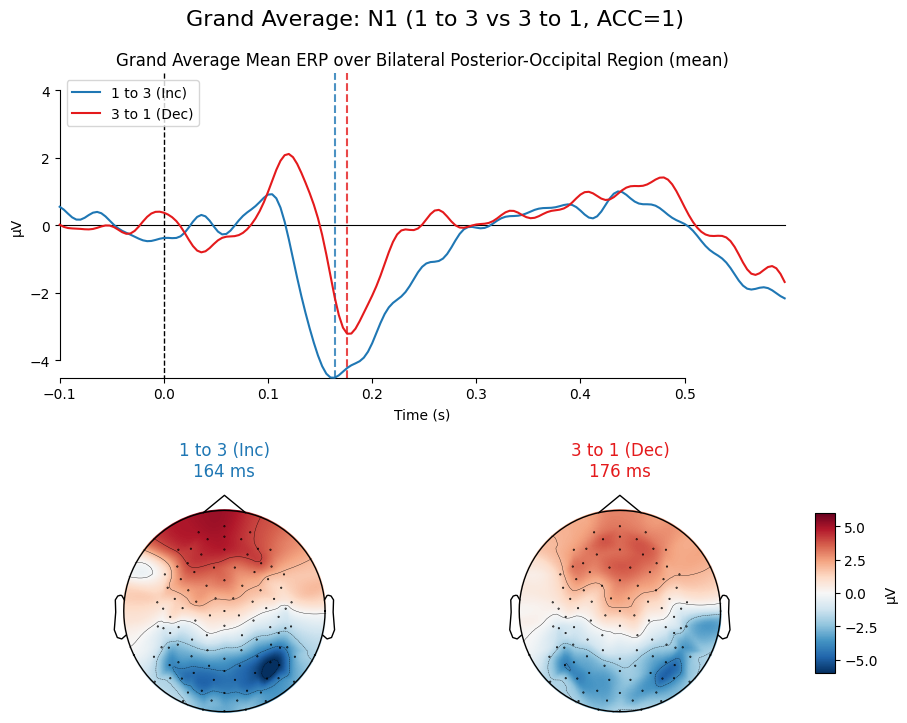 Grand Average: N1 (1 to 3 vs 3 to 1, ACC=1)
Grand Average Mean ERP over Bilateral Posterior-Occipital Region (mean)
1 to 3 (Inc)
3 to 1 (Dec)
4
2
0
−2
−4
µV
−0.1 0.0 0.1 0.2 0.3 0.4 0.5
Time (s)
1 to 3 (Inc)
164 ms
3 to 1 (Dec)
176 ms
5.0
2.5
0.0
−2.5
−5.0
µV